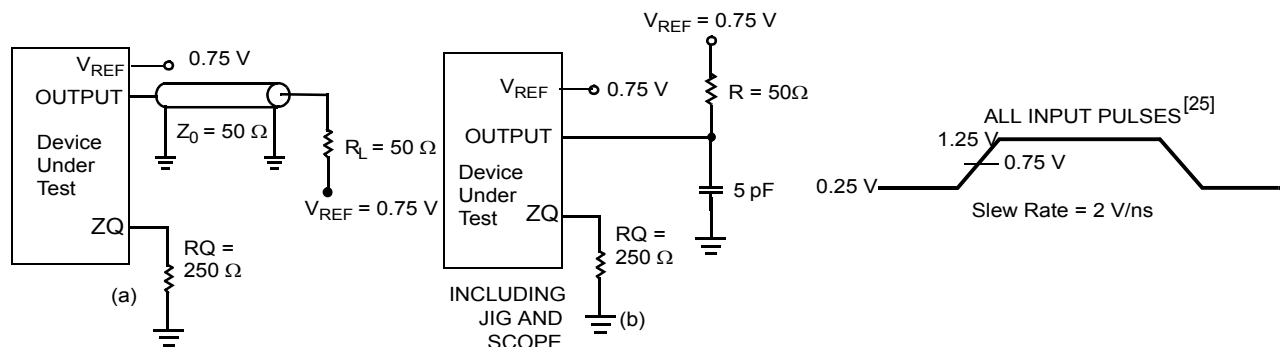 V_REF 0.75 V
OUTPUT
Z0 = 50 Ω
Device
Under
Test
RL = 50 Ω
VREF = 0.75 V
ZQ
RQ =
250 Ω
(a)
VREF = 0.75 V
R = 50Ω
VREF 0.75 V
OUTPUT
Device
Under
Test
5 pF
ZQ
RQ =
250 Ω
INCLUDING
JIG AND
SCOPE
(b)
ALL INPUT PULSES[25]
1.25 V
0.75 V
0.25 V
Slew Rate = 2 V/ns